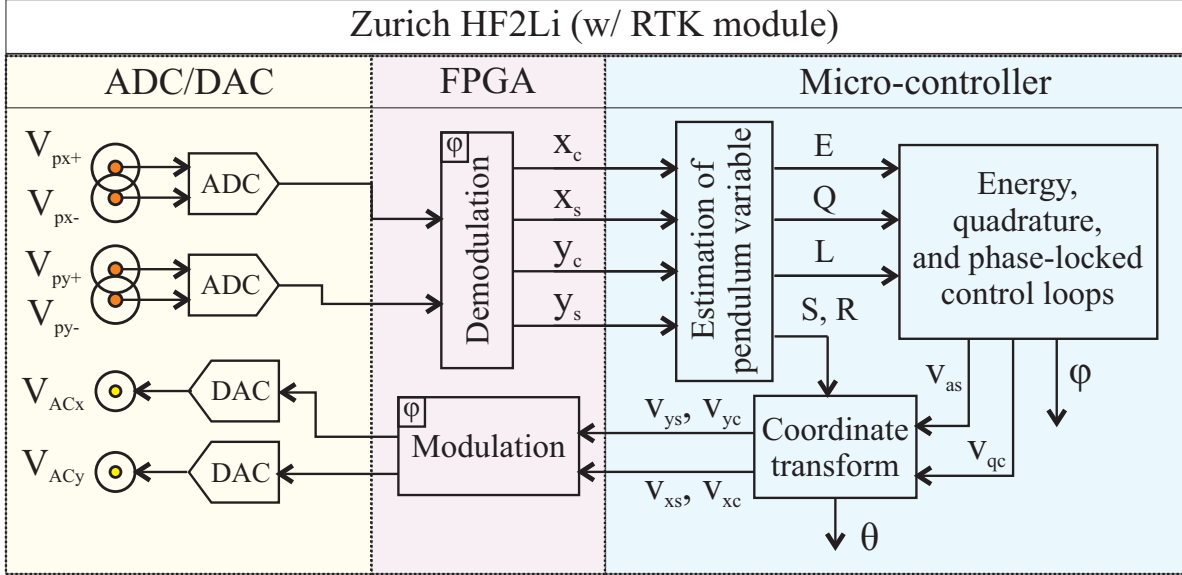 Zurich HF2Li (w/ RTK module)
ADC/DAC
FPGA
Micro-controller
V_px+
V_px-
ADC
V_py+
V_py-
ADC
V_ACx
DAC
V_ACy
DAC
φ
Demodulation
x_c
x_s
y_c
y_s
φ
Modulation
Estimation of
pendulum variable
E
Q
L
S, R
Energy,
quadrature,
and phase-locked
control loops
v_as
v_qc
φ
v_ys, v_yc
v_xs, v_xc
Coordinate
transform
θ